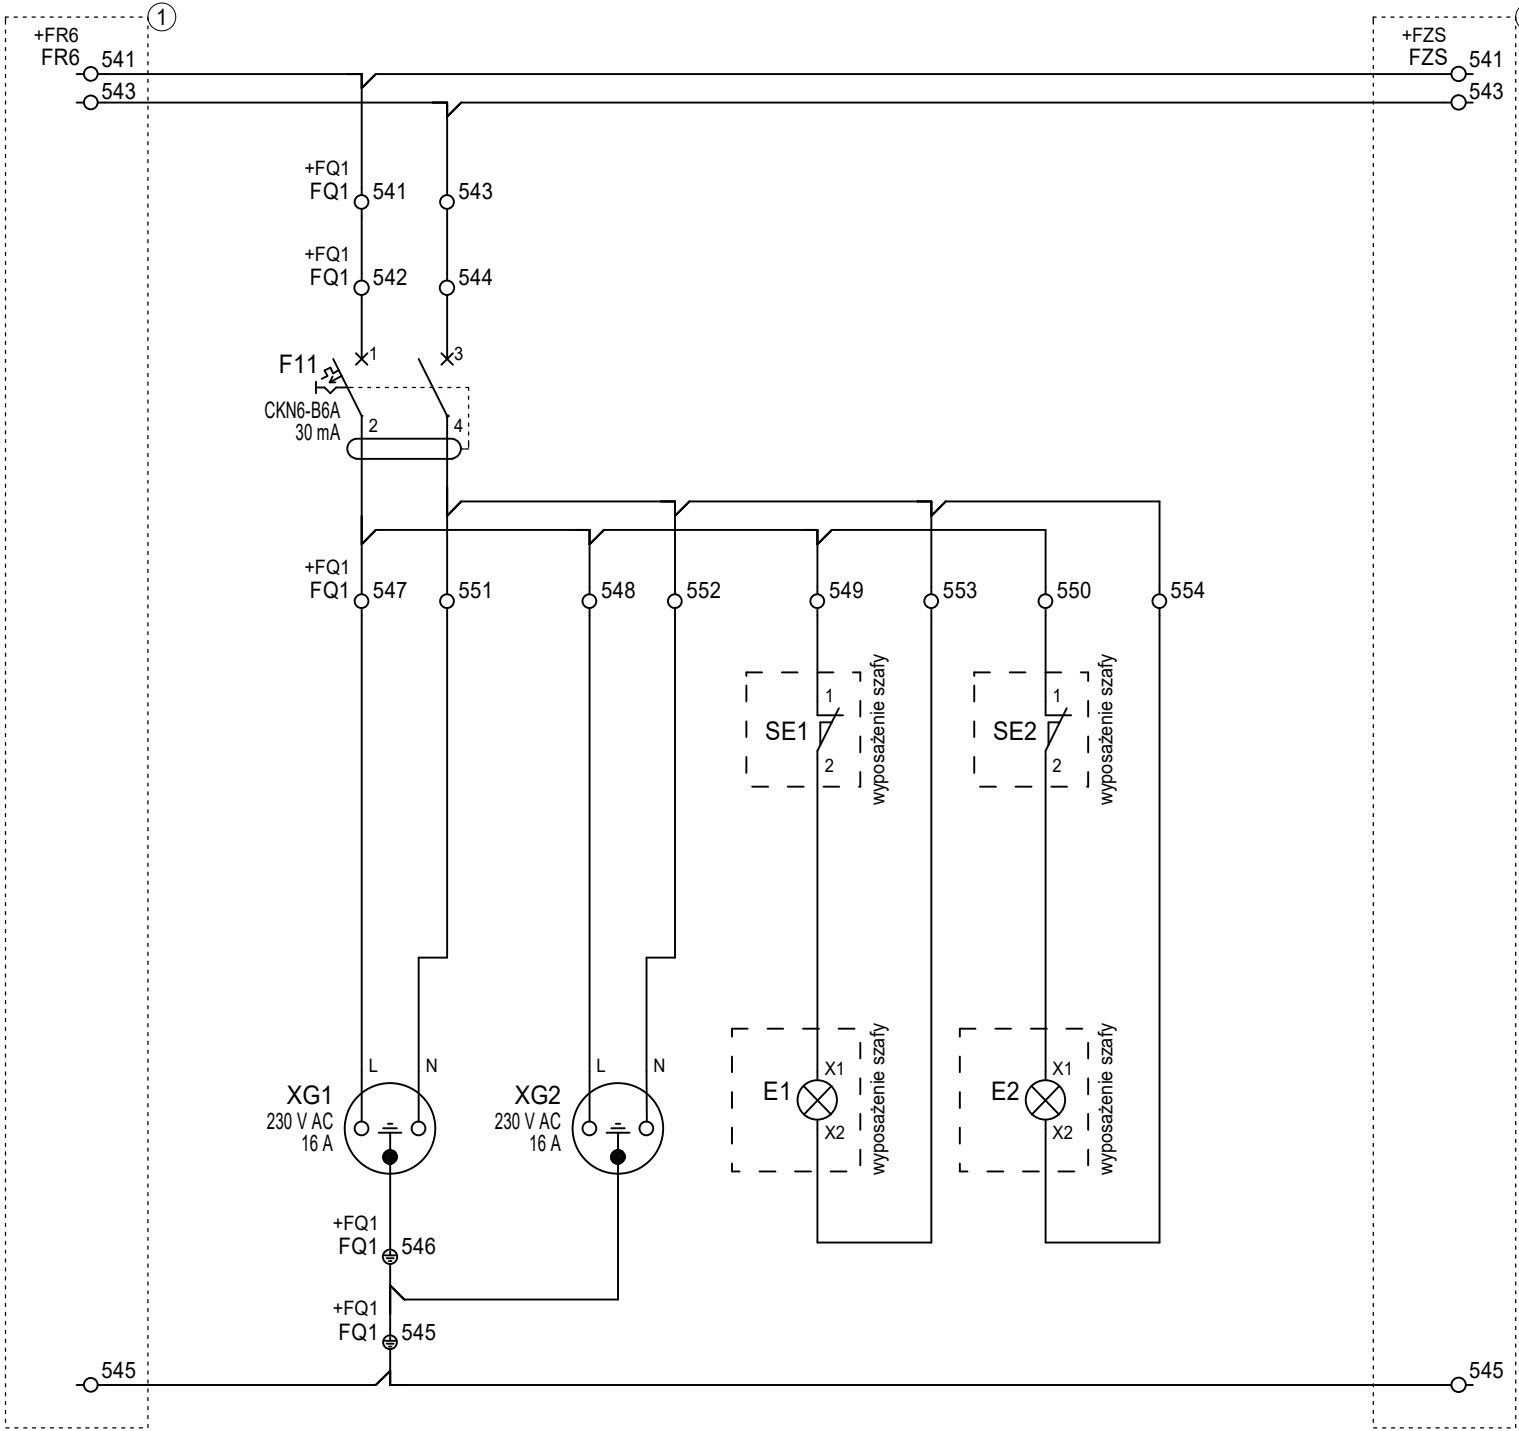 1
+FR6
FR6 541
543
+FZS
FZS 541
543
+FQ1
FQ1 541 543
+FQ1
FQ1 542 544
F11 1 3
CKN6-B6A
30 mA 2 4
+FQ1
FQ1 547 551 548 552 549 553 550 554
SE1 1 2
wyposażenie szafy
SE2 1 2
wyposażenie szafy
XG1 L N
230 V AC
16 A
XG2 L N
230 V AC
16 A
E1 X1 X2
wyposażenie szafy
E2 X1 X2
wyposażenie szafy
+FQ1
FQ1 546
+FQ1
FQ1 545
545 545